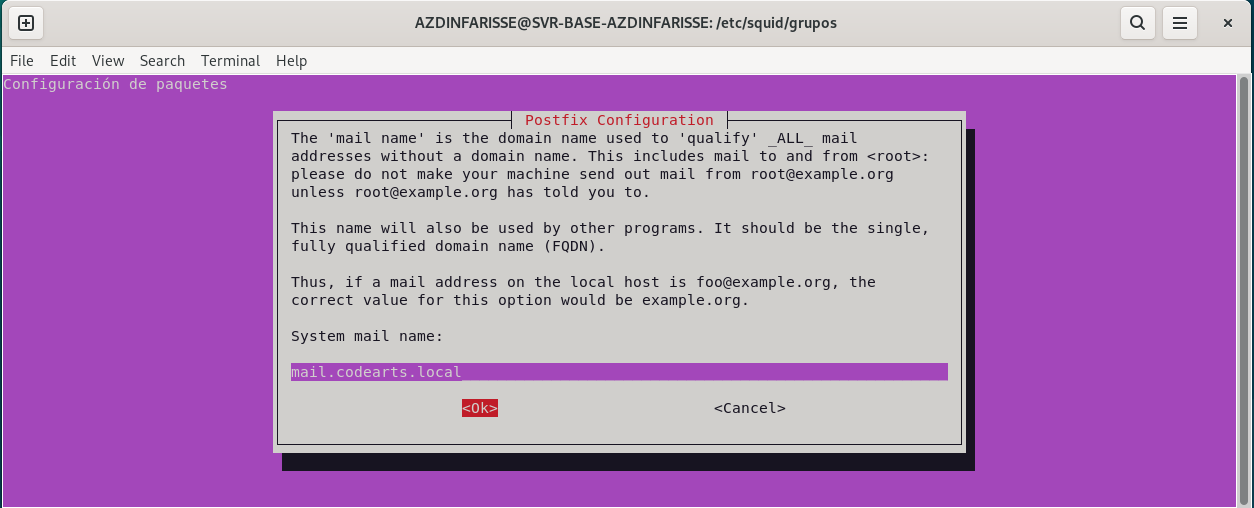 AZDINFARISSE@SVR-BASE-AZDINFARISSE: /etc/squid/grupos
File Edit View Search Terminal Help
Configuración de paquetes
Postfix Configuration
The 'mail name' is the domain name used to 'qualify' _ALL_ mail
addresses without a domain name. This includes mail to and from <root>:
please do not make your machine send out mail from root@example.org
unless root@example.org has told you to.
This name will also be used by other programs. It should be the single,
fully qualified domain name (FQDN).
Thus, if a mail address on the local host is foo@example.org, the
correct value for this option would be example.org.
System mail name:
mail.codearts.local
<Ok> <Cancel>